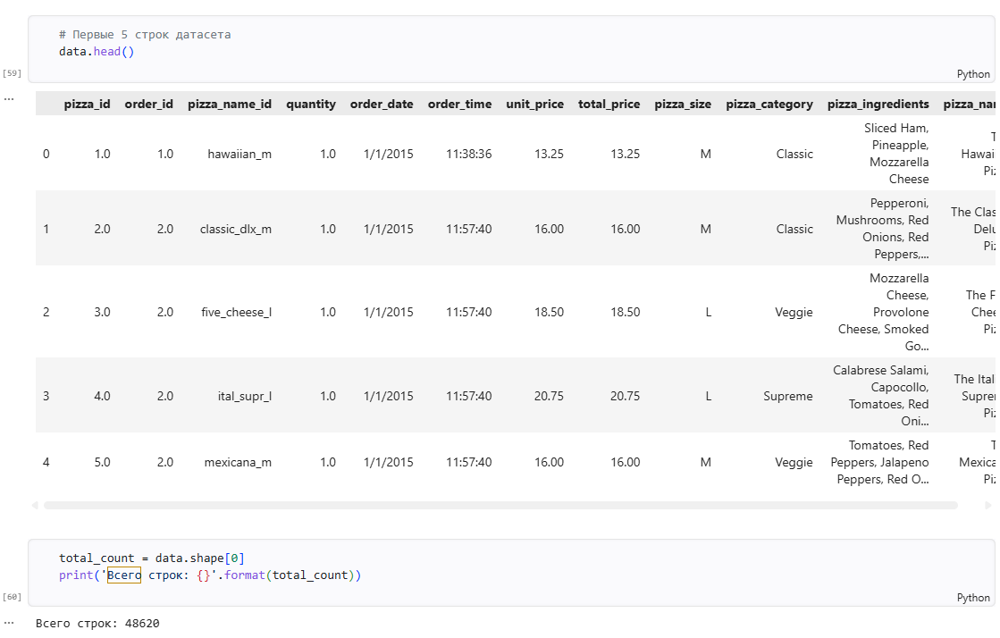 # Первые 5 строк датасета
data.head()
[59]
Python
...
pizza_id order_id pizza_name_id quantity order_date order_time unit_price total_price pizza_size pizza_category pizza_ingredients pizza_nar
0 1.0 1.0 hawaiian_m 1.0 1/1/2015 11:38:36 13.25 13.25 M Classic Sliced Ham, Pineapple, Mozzarella Cheese T Hawai Piz
1 2.0 2.0 classic_dlx_m 1.0 1/1/2015 11:57:40 16.00 16.00 M Classic Pepperoni, Mushrooms, Red Onions, Red Peppers,... The Clas Delu Piz
2 3.0 2.0 five_cheese_l 1.0 1/1/2015 11:57:40 18.50 18.50 L Veggie Mozzarella Cheese, Provolone Cheese, Smoked Go... The F Chee Piz
3 4.0 2.0 ital_supr_l 1.0 1/1/2015 11:57:40 20.75 20.75 L Supreme Calabrese Salami, Capocollo, Tomatoes, Red Oni... The Ital Supre Piz
4 5.0 2.0 mexicana_m 1.0 1/1/2015 11:57:40 16.00 16.00 M Veggie Tomatoes, Red Peppers, Jalapeno Peppers, Red O... T Mexica Piz
total_count = data.shape[0]
print('Всего строк: {}'.format(total_count))
[60]
Python
...
Всего строк: 48620